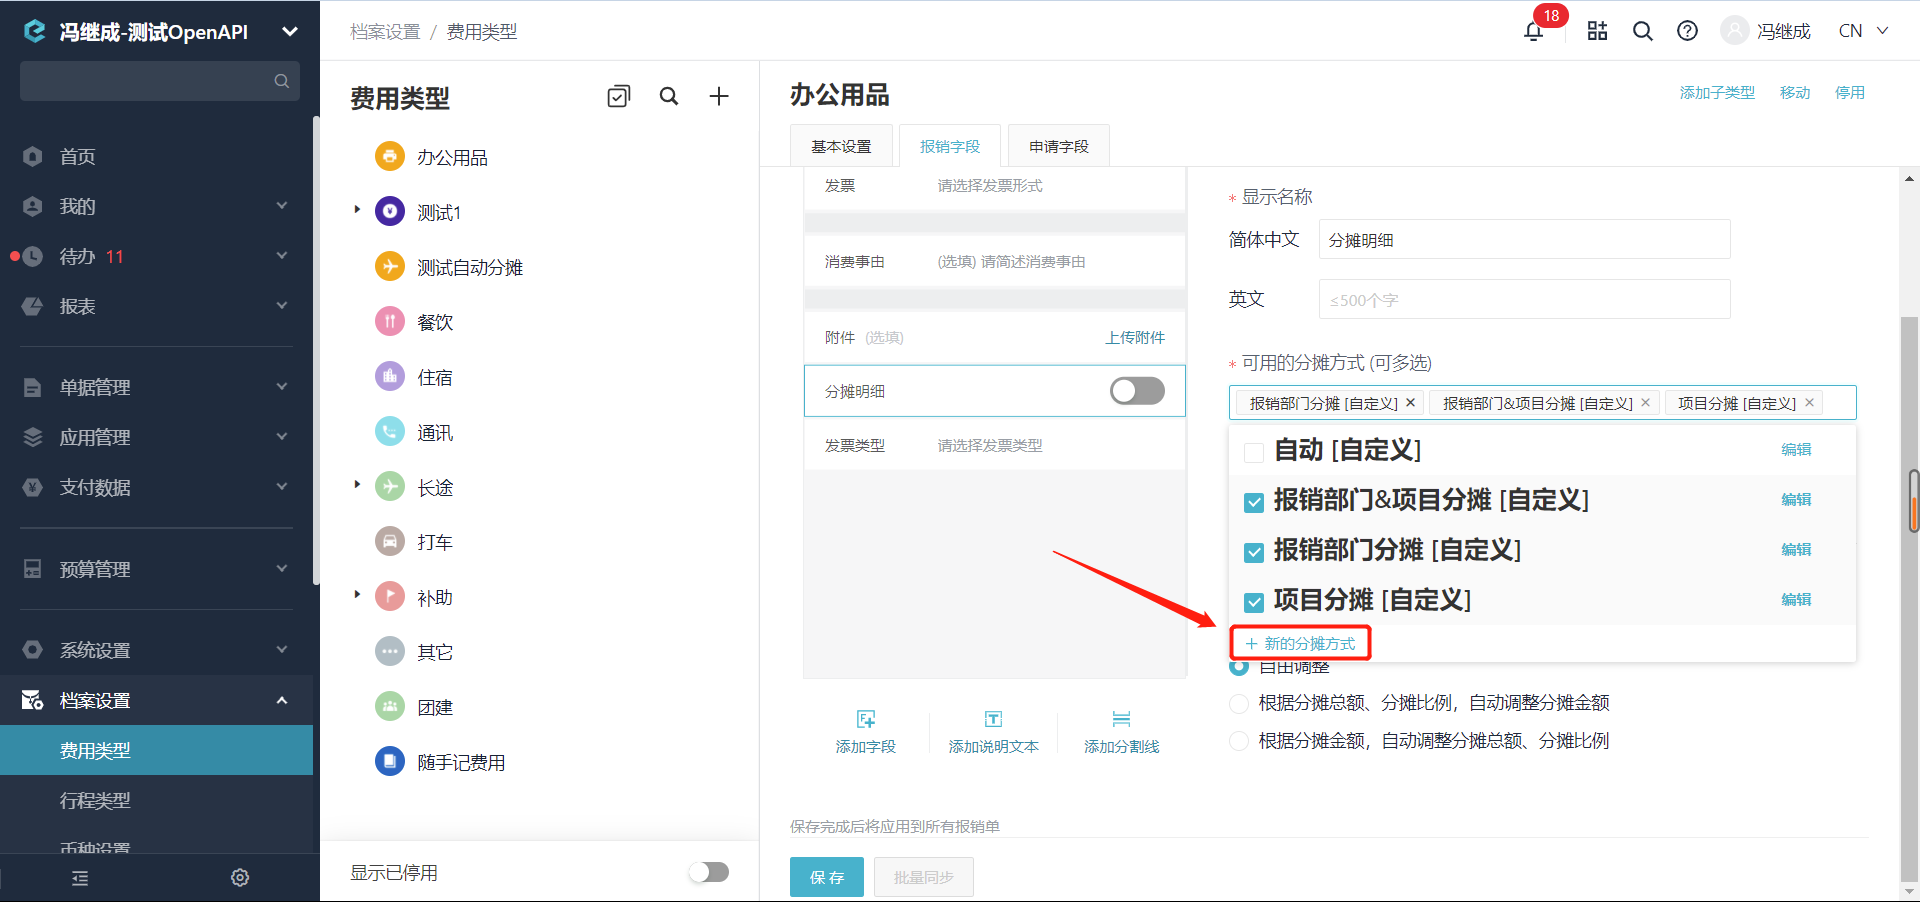 冯继成-测试OpenAPI
首页
我的
待办 11
报表
单据管理
应用管理
支付数据
预算管理
系统设置
档案设置
费用类型
行程类型
币种设置
档案设置 / 费用类型
18
冯继成
CN
费用类型
办公用品
测试1
测试自动分摊
餐饮
住宿
通讯
长途
打车
补助
其它
团建
随手记费用
显示已停用
办公用品
添加子类型 移动 停用
基本设置 报销字段 申请字段
发票 请选择发票形式
消费事由 (选填) 请简述消费事由
附件 (选填) 上传附件
分摊明细
发票类型 请选择发票类型
添加字段 添加说明文本 添加分割线
* 显示名称
简体中文 分摊明细
英文 ≤500个字
* 可用的分摊方式 (可多选)
报销部门分摊 [自定义] × 报销部门&项目分摊 [自定义] × 项目分摊 [自定义] ×
自动 [自定义] 编辑
报销部门&项目分摊 [自定义] 编辑
报销部门分摊 [自定义] 编辑
项目分摊 [自定义] 编辑
+ 新的分摊方式
自由调整
根据分摊总额、分摊比例，自动调整分摊金额
根据分摊金额，自动调整分摊总额、分摊比例
保存完成后将应用到所有报销单
保 存 批量同步